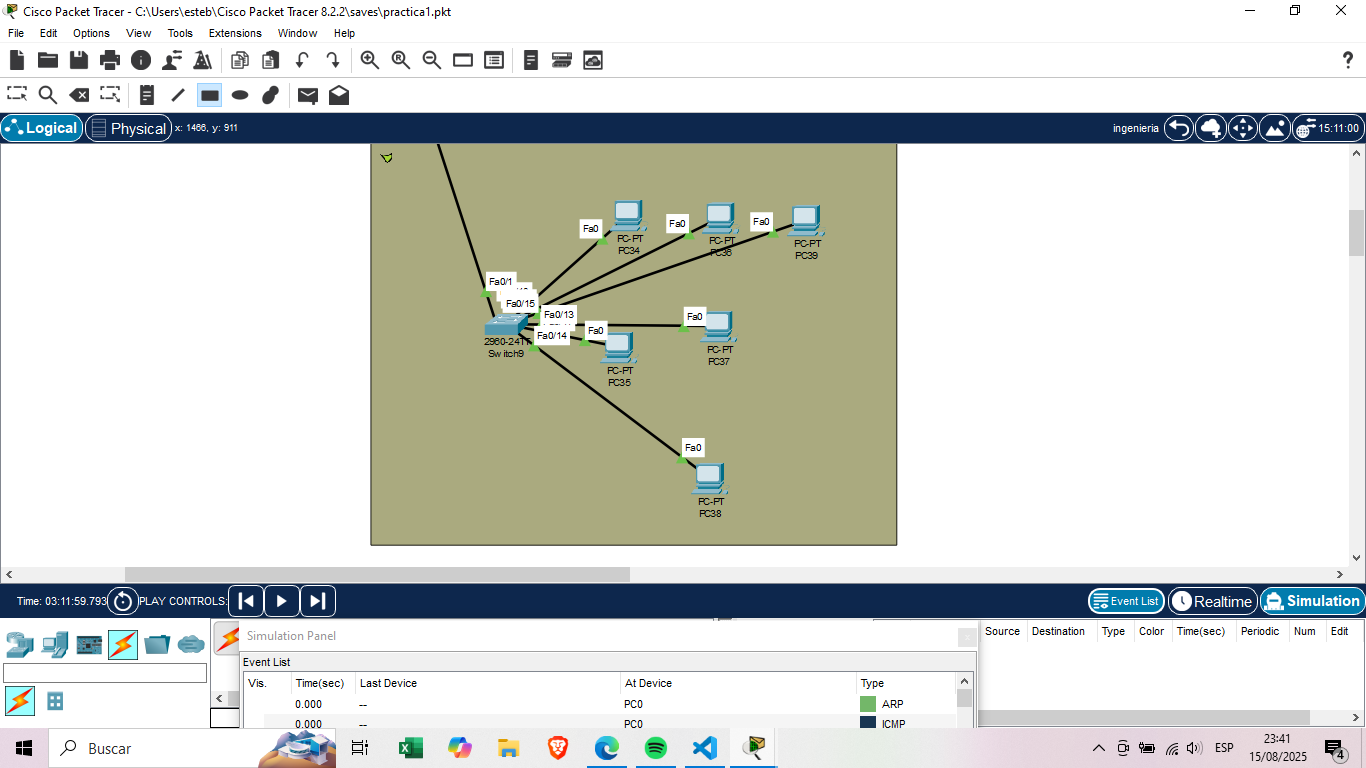 Cisco Packet Tracer - C:\Users\esteb\Cisco Packet Tracer 8.2.2\saves\practica1.pkt
File Edit Options View Tools Extensions Window Help
Logical Physical x: 1466, y: 911 ingenieria 15:11:00
Fa0 Fa0 Fa0
PC-PT PC-PT PC-PT
PC34 PC36 PC39
Fa0/1
Fa0/15
Fa0/13 Fa0
Fa0/14 Fa0
2960-24TT
Switch9
PC-PT
PC37
PC-PT
PC35
Fa0
PC-PT
PC38
Time: 03:11:59.793 PLAY CONTROLS: Event List Realtime Simulation
Simulation Panel
Source Destination Type Color Time(sec) Periodic Num Edit
Event List
Vis. Time(sec) Last Device At Device Type
0.000 -- PC0 ARP
0.000 -- PC0 ICMP
Buscar
ESP
23:41
15/08/2025
4